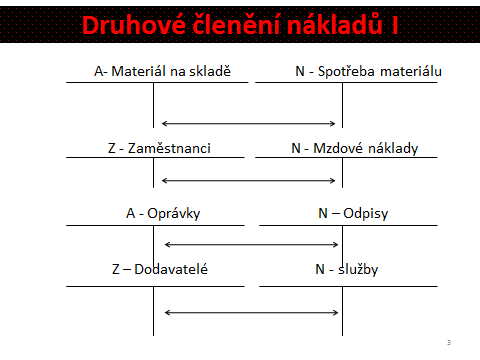 Druhové členění nákladů I
A- Materiál na skladě N - Spotřeba materiálu
Z - Zaměstnanci N - Mzdové náklady
A - Oprávky N – Odpisy
Z – Dodavatelé N - služby
3